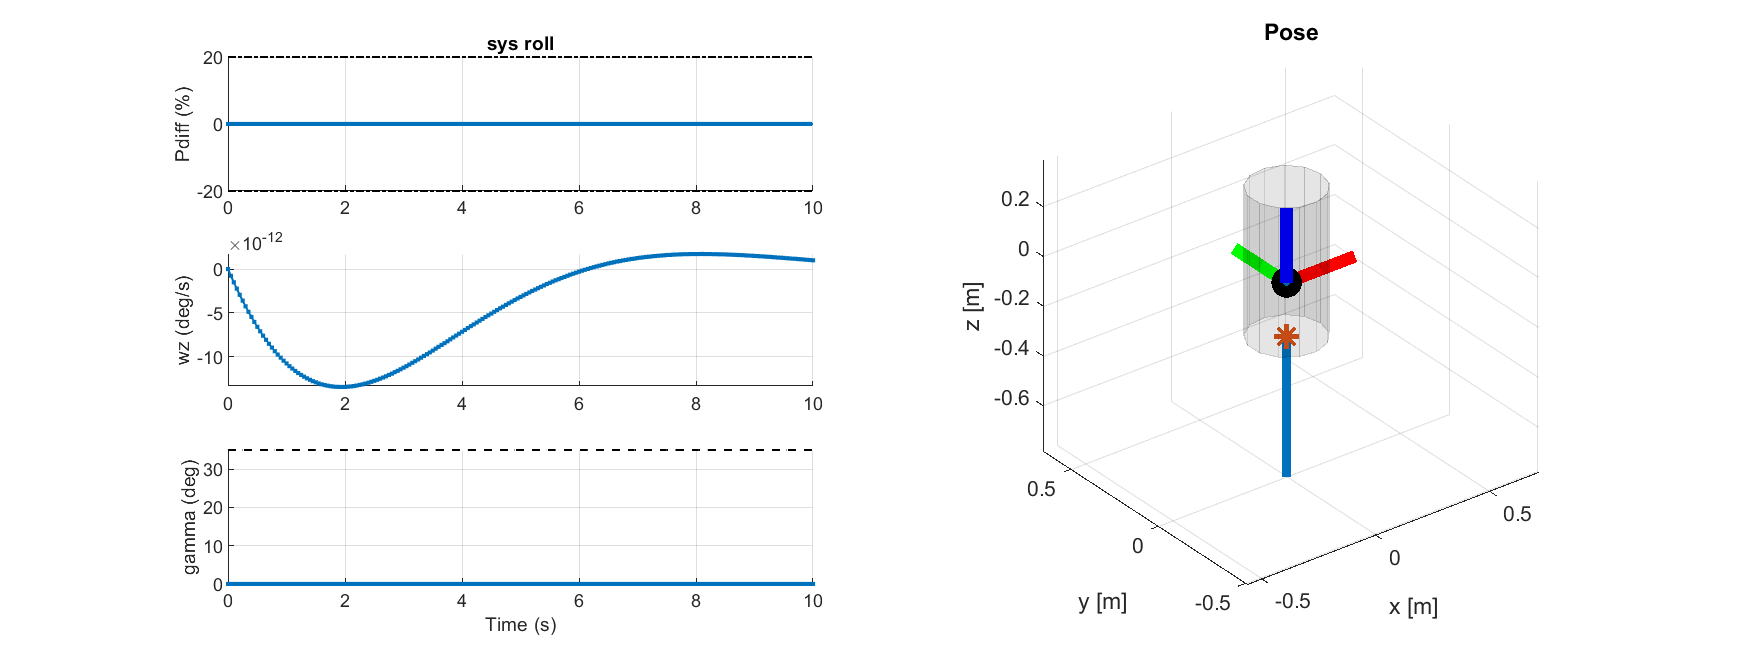 sys roll
Pdiff (%)
20
0
-20
0 2 4 6 8 10
×10-12
wz (deg/s)
0
-5
-10
0 2 4 6 8 10
gamma (deg)
30
20
10
0
0 2 4 6 8 10
Time (s)
Pose
z [m]
0.2
0
-0.2
-0.4
-0.6
0.5
0
-0.5
y [m]
-0.5
0
0.5
x [m]